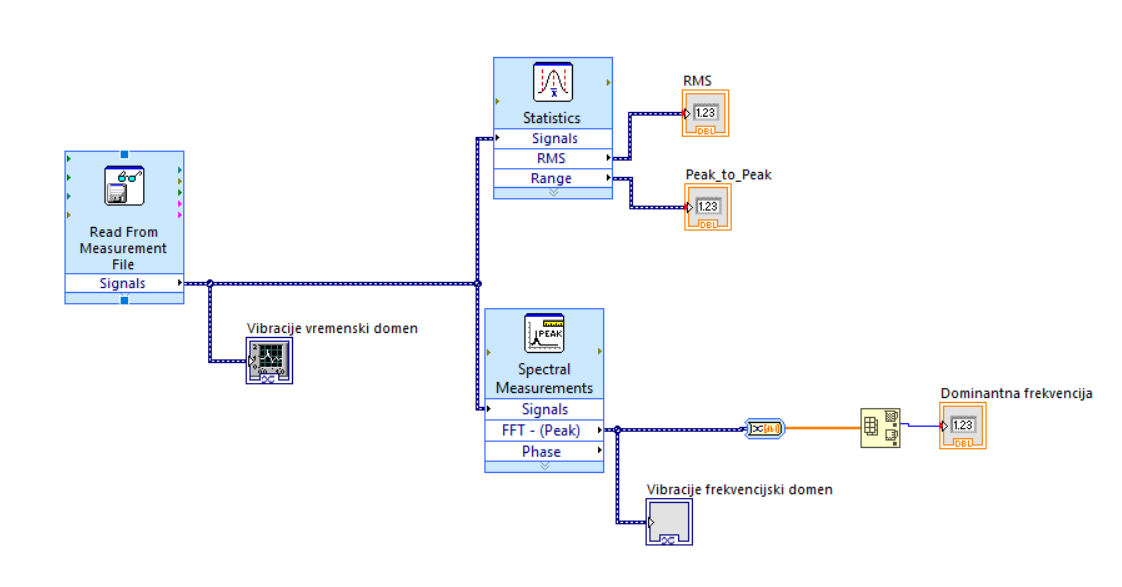 RMS
1.23
DBL
Statistics
Signals
RMS
Range
Peak_to_Peak
1.23
DBL
Read From
Measurement
File
Signals
Vibracije vremenski domen
PEAK
Spectral
Measurements
Signals
FFT - (Peak)
Phase
Dominantna frekvencija
1.23
DBL
Vibracije frekvencijski domen